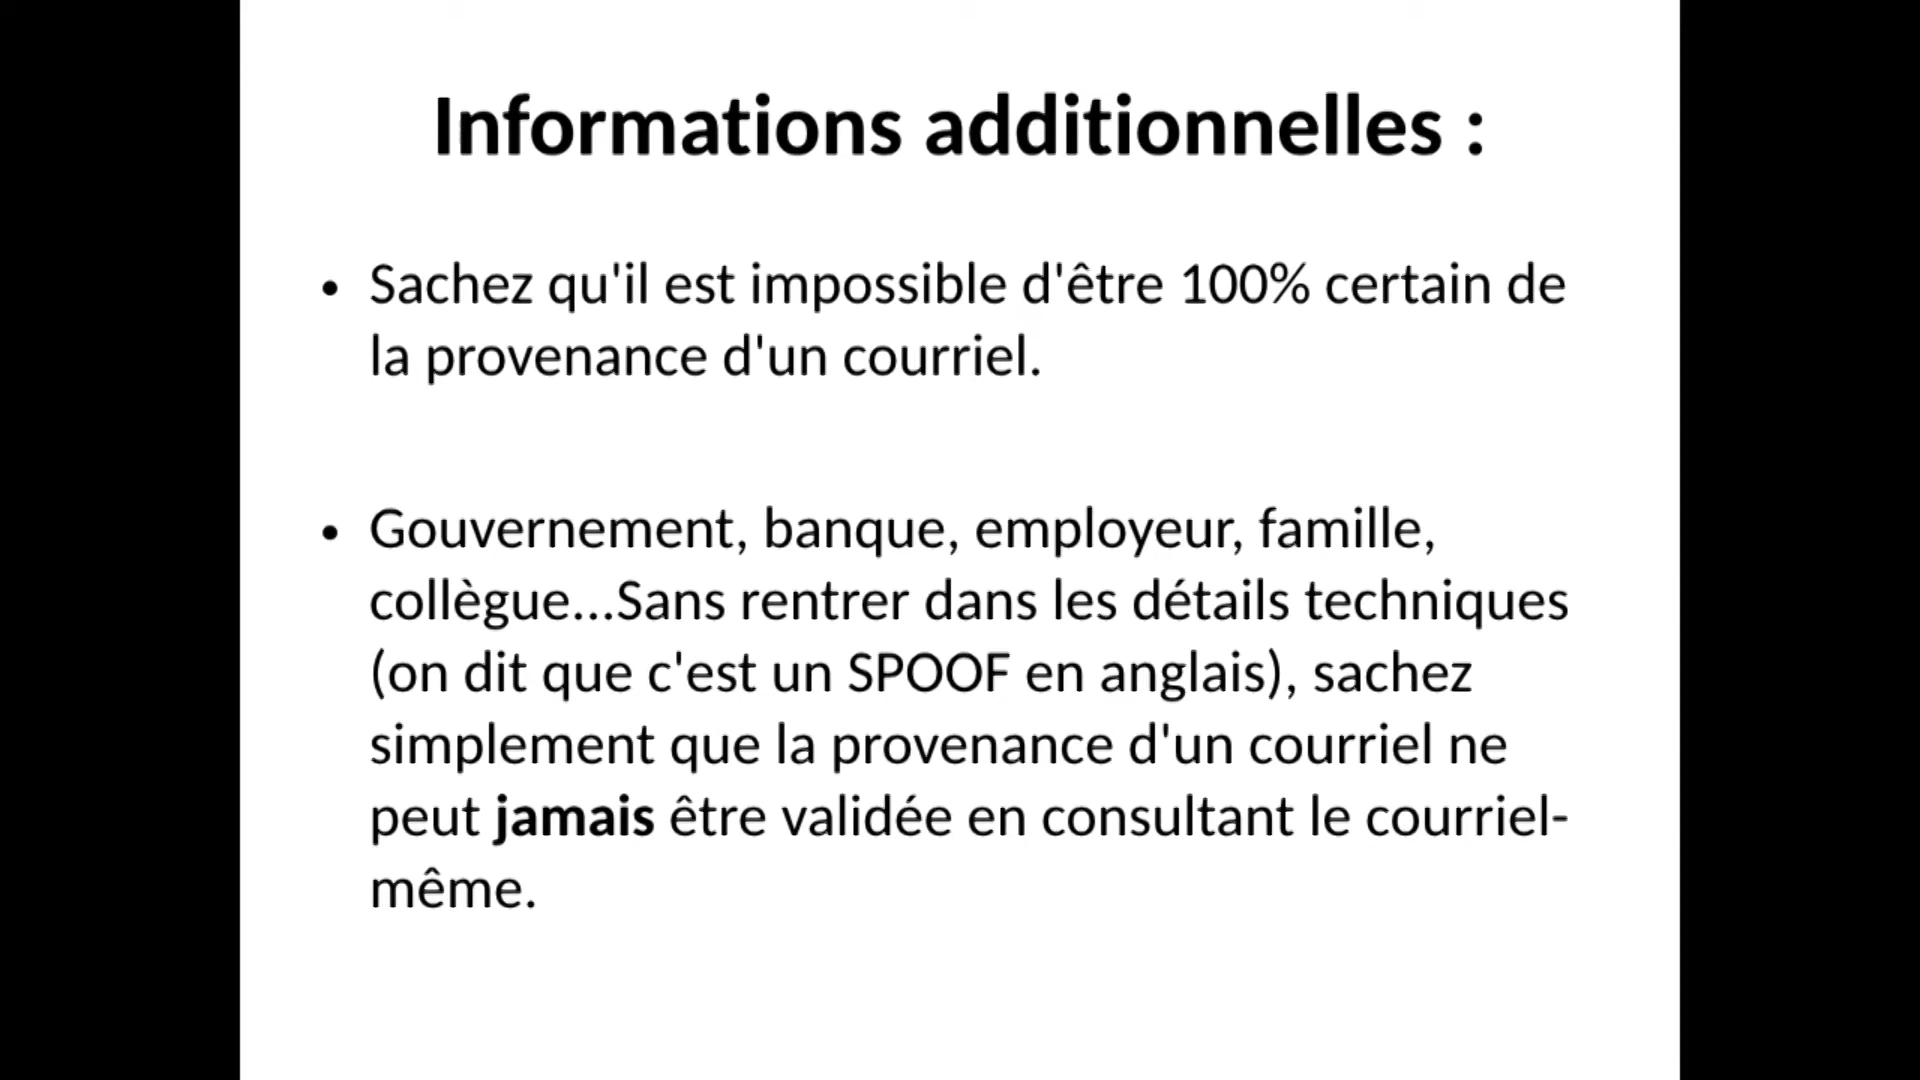 Informations additionnelles :
• Sachez qu'il est impossible d'être 100% certain de
la provenance d'un courriel.
• Gouvernement, banque, employeur, famille,
collègue...Sans rentrer dans les détails techniques
(on dit que c'est un SPOOF en anglais), sachez
simplement que la provenance d'un courriel ne
peut jamais être validée en consultant le courriel-
même.